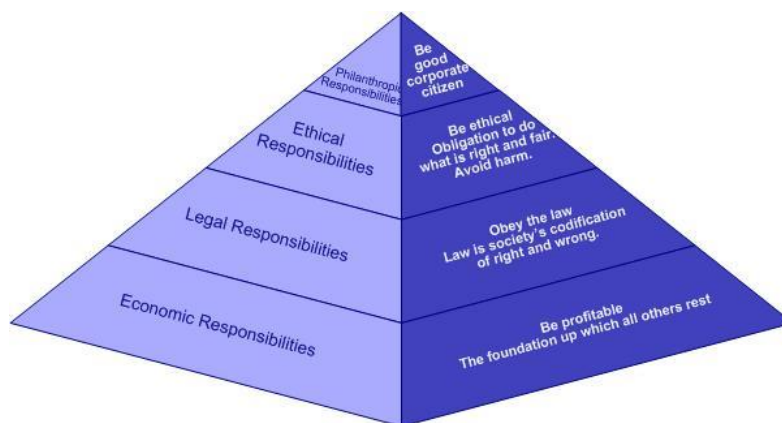 Philanthropic
Responsibilities
Be
good
corporate
citizen
Ethical
Responsibilities
Be ethical
Obligation to do
what is right and fair.
Avoid harm.
Legal Responsibilities
Obey the law
Law is society's codification
of right and wrong.
Economic Responsibilities
Be profitable
The foundation up which all others rest